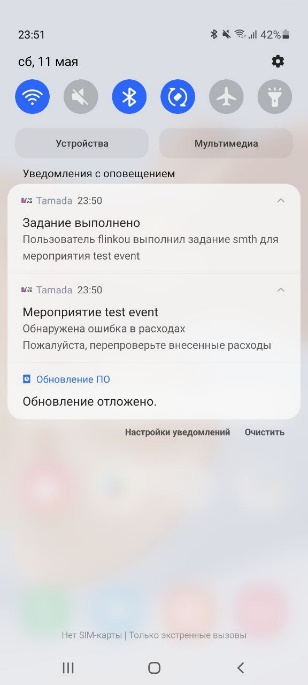 23:51 42%
сб, 11 мая
Устройства Мультимедиа
Уведомления с оповещением
Tamada 23:50
Задание выполнено
Пользователь flinkou выполнил задание smth для
мероприятия test event
Tamada 23:50
Мероприятие test event
Обнаружена ошибка в расходах
Пожалуйста, перепроверьте внесенные расходы
Обновление ПО
Обновление отложено.
Настройки уведомлений Очистить
Нет SIM-карты | Только экстренные вызовы